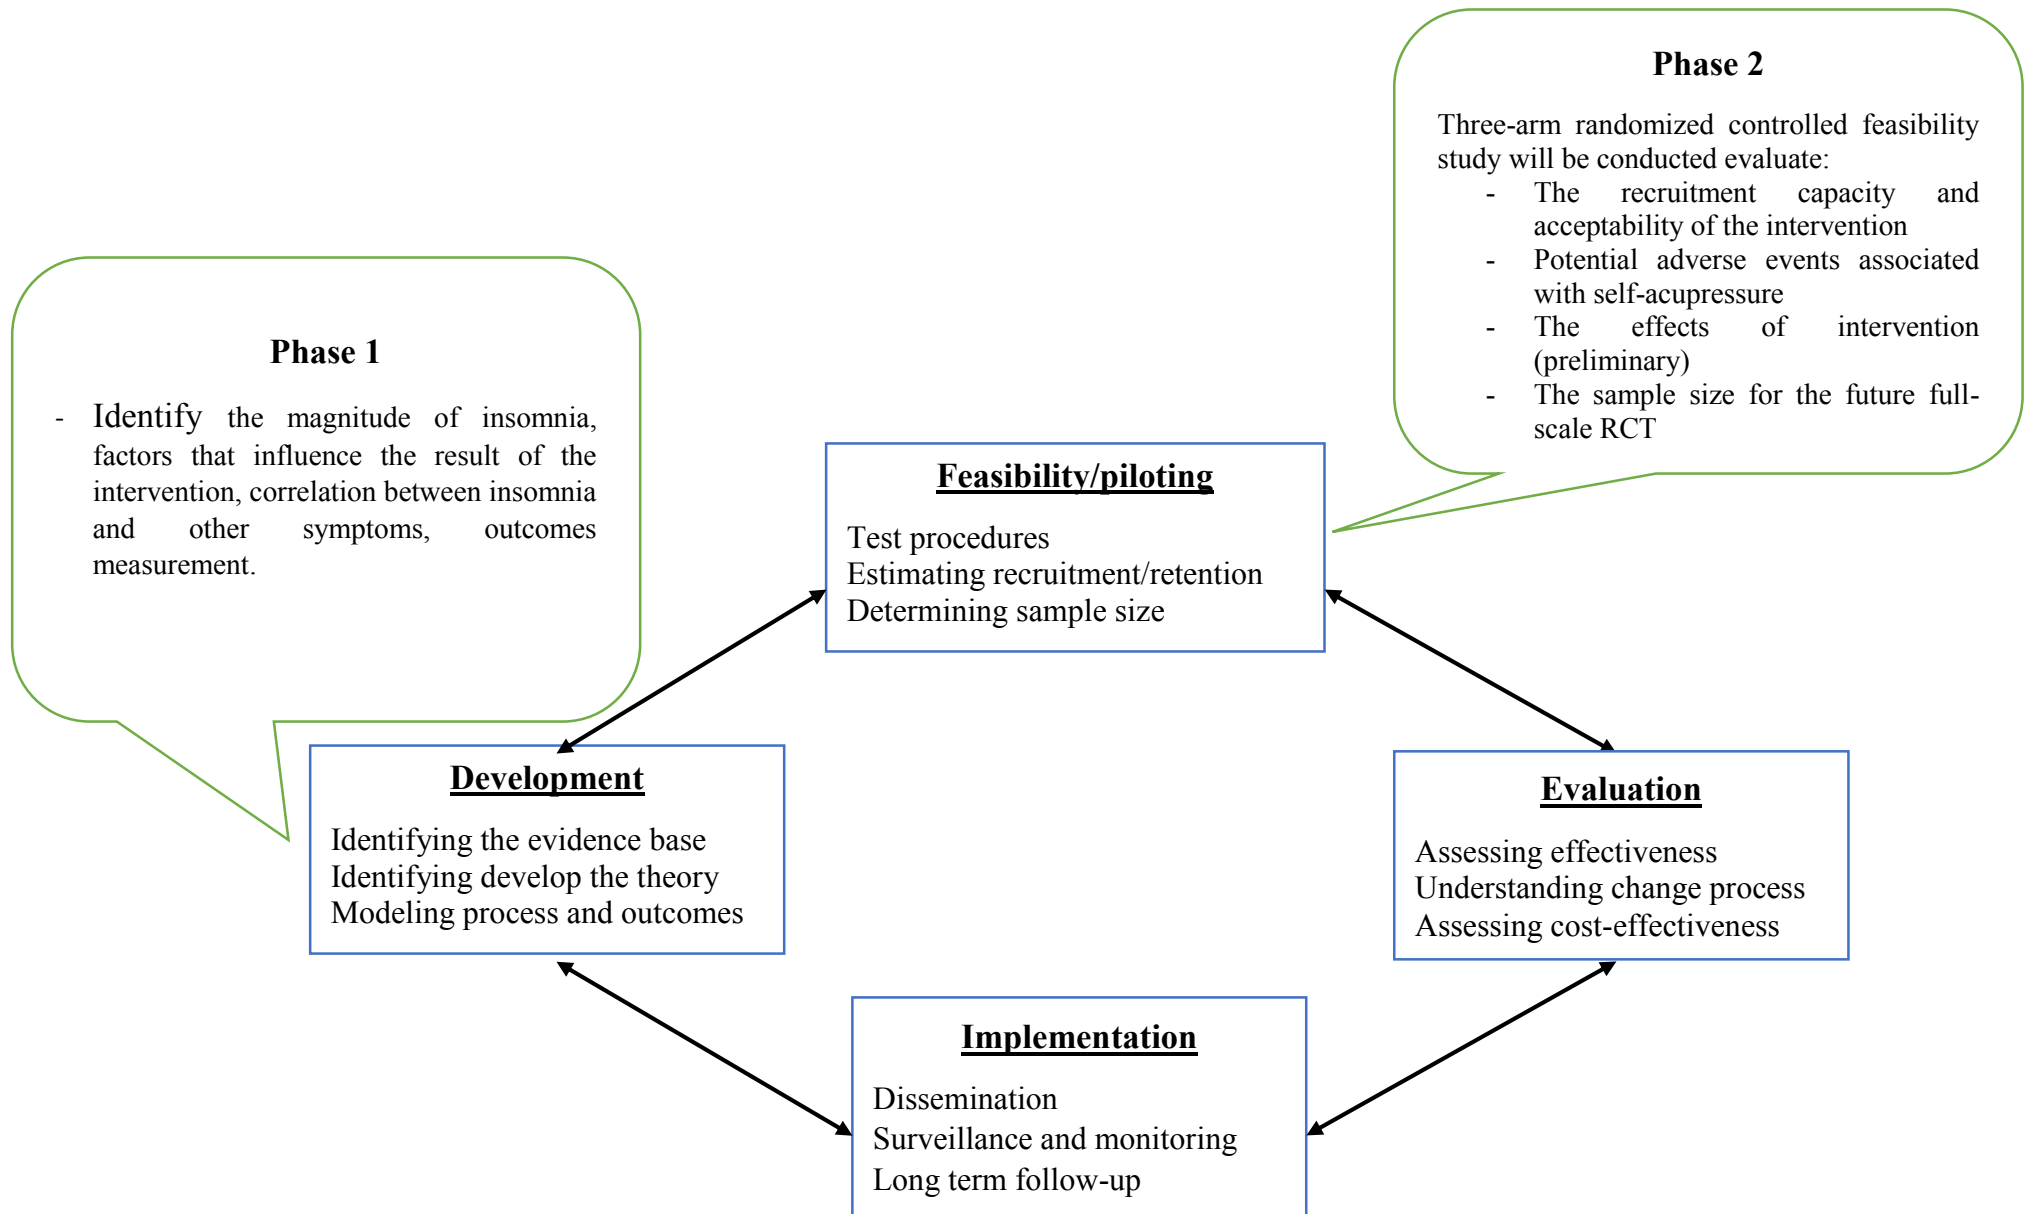 Phase 2
Three-arm randomized controlled feasibility
study will be conducted evaluate:
- The recruitment capacity and
acceptability of the intervention
- Potential adverse events associated
with self-acupressure
- The effects of intervention
(preliminary)
- The sample size for the future full-
scale RCT
Phase 1
- Identify the magnitude of insomnia,
factors that influence the result of the
intervention, correlation between insomnia
and other symptoms, outcomes
measurement.
Feasibility/piloting
Test procedures
Estimating recruitment/retention
Determining sample size
Development
Identifying the evidence base
Identifying develop the theory
Modeling process and outcomes
Evaluation
Assessing effectiveness
Understanding change process
Assessing cost-effectiveness
Implementation
Dissemination
Surveillance and monitoring
Long term follow-up